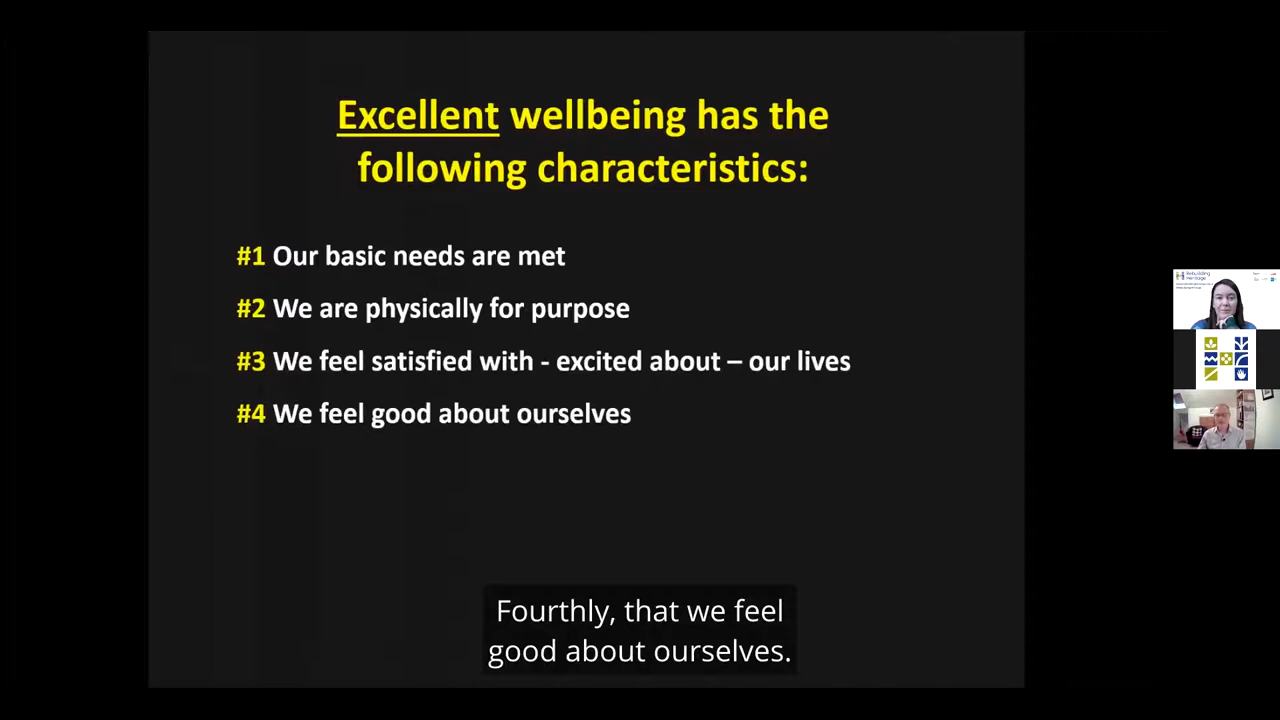 Excellent wellbeing has the
following characteristics:
#1 Our basic needs are met
#2 We are physically for purpose
#3 We feel satisfied with - excited about – our lives
#4 We feel good about ourselves
Fourthly, that we feel
good about ourselves.
Rebuilding
Heritage